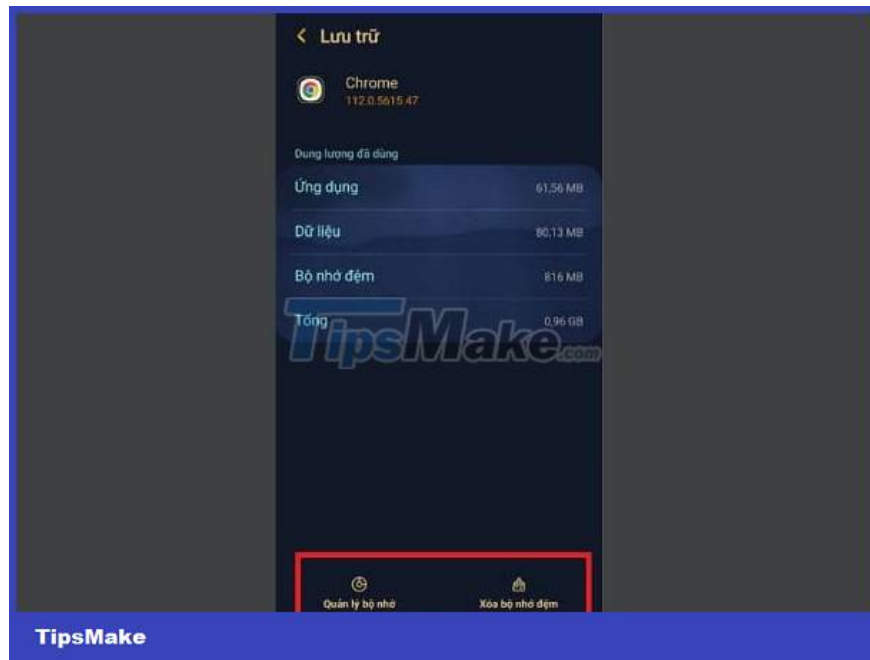 Lưu trữ
Chrome
112.0.5615.47
Dung lượng đã dùng
Ứng dụng 61,56 MB
Dữ liệu 80,13 MB
Bộ nhớ đệm 816 MB
Tổng 0,96 GB
TipsMake.com
Quản lý bộ nhớ Xóa bộ nhớ đệm
TipsMake